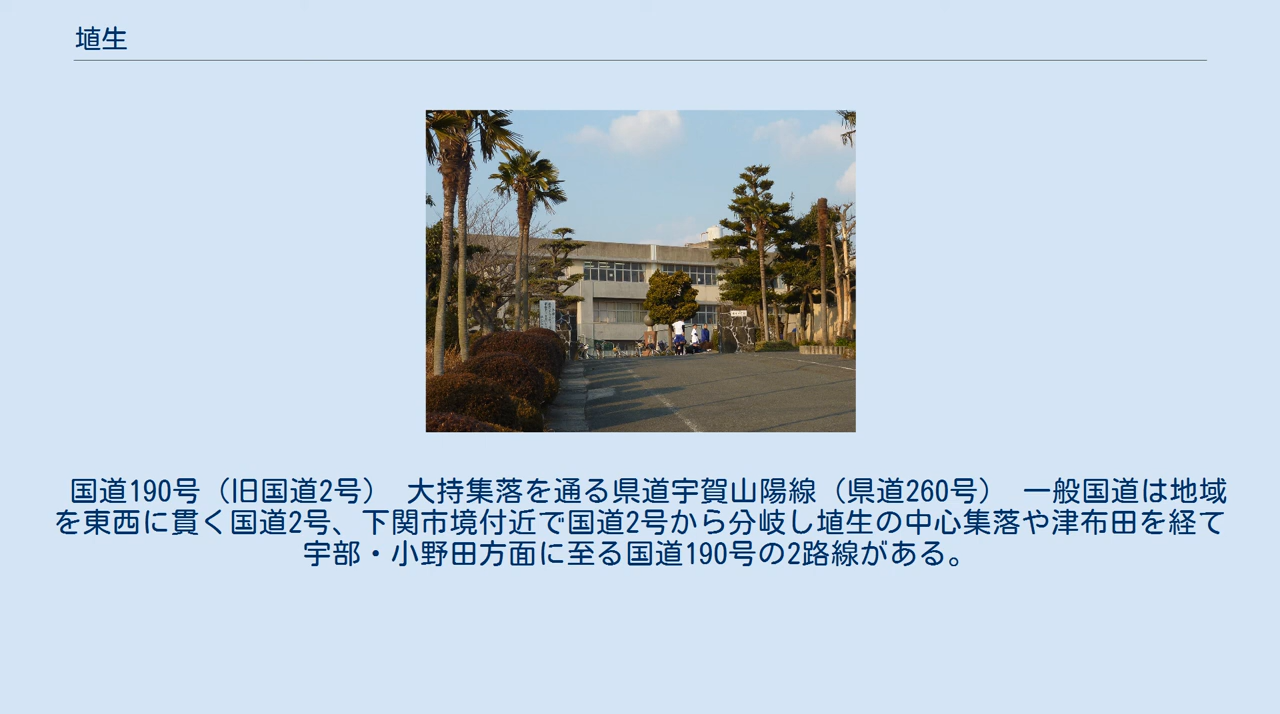 埴生
国道190号（旧国道2号）　大持集落を通る県道宇賀山陽線（県道260号）　一般国道は地域
を東西に貫く国道2号、下関市境付近で国道2号から分岐し埴生の中心集落や津布田を経て
宇部・小野田方面に至る国道190号の2路線がある。